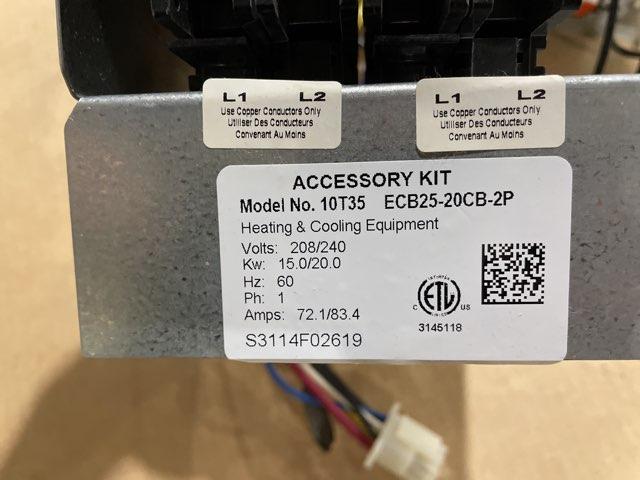 L1 L2
Use Copper Conductors Only
Utiliser Des Conducteurs
Convenant Au Moins
L1 L2
Use Copper Conductors Only
Utiliser Des Conducteurs
Convenant Au Moins
ACCESSORY KIT
Model No. 10T35 ECB25-20CB-2P
Heating & Cooling Equipment
Volts: 208/240
Kw: 15.0/20.0
Hz: 60
Ph: 1
Amps: 72.1/83.4
S3114F02619
C ETL US
3145118